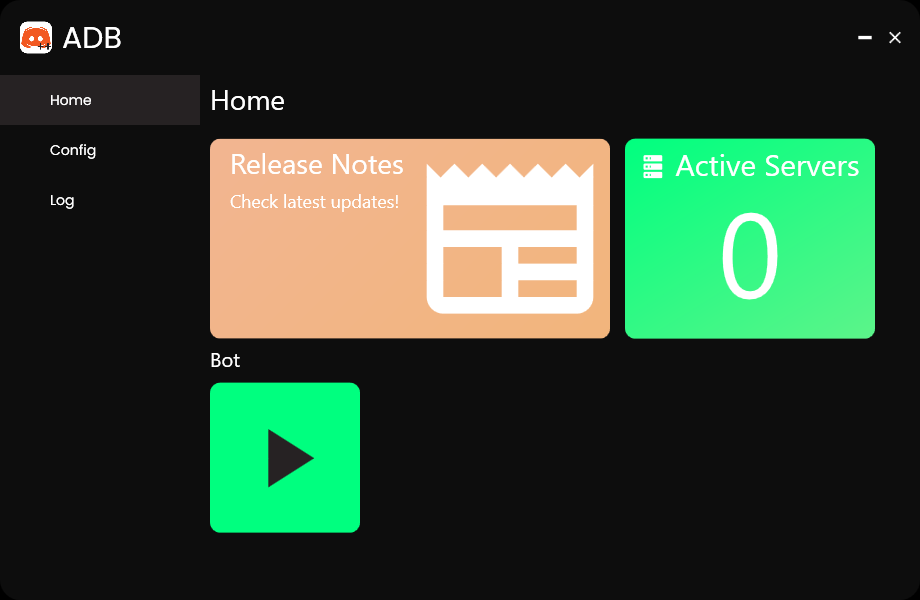 ADB
Home
Config
Log
Home
Release Notes
Check latest updates!
Active Servers
0
Bot